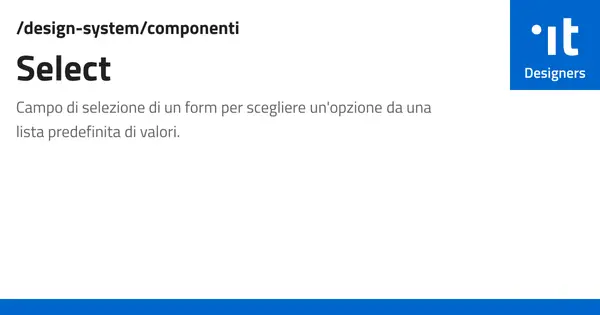 /design-system/componenti
Select
Campo di selezione di un form per scegliere un'opzione da una
lista predefinita di valori.
it
Designers